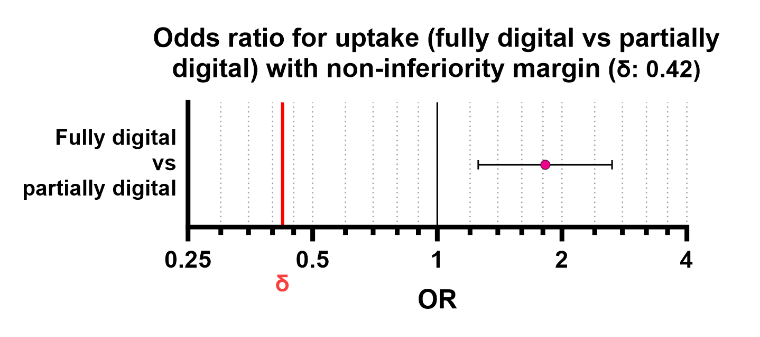 Odds ratio for uptake (fully digital vs partially
digital) with non-inferiority margin (δ: 0.42)
Fully digital
vs
partially digital
0.25 0.5 1 2 4
δ
OR